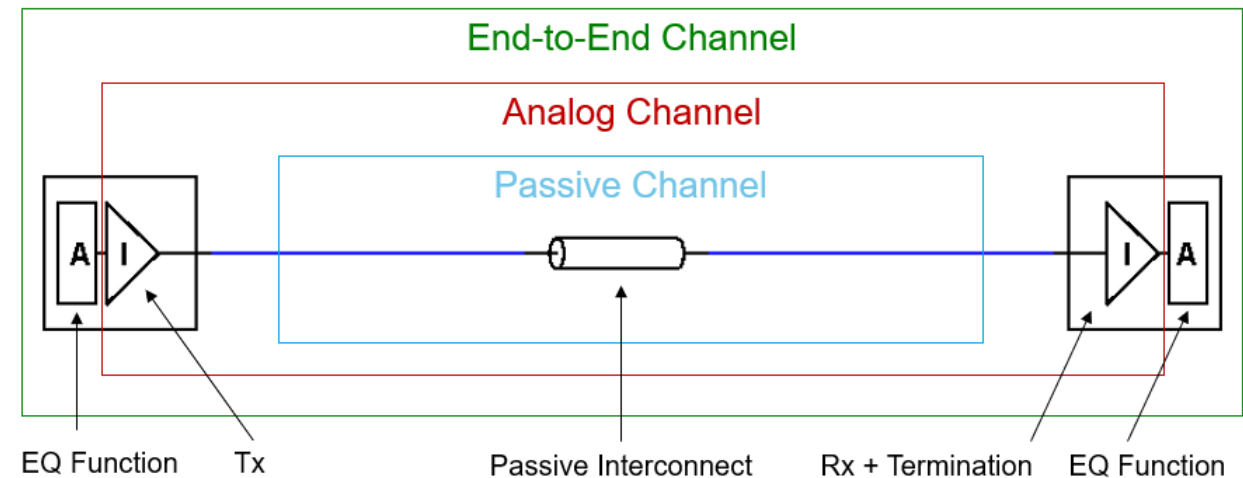 End-to-End Channel
Analog Channel
Passive Channel
A
I
I
A
EQ Function
Tx
Passive Interconnect
Rx + Termination
EQ Function